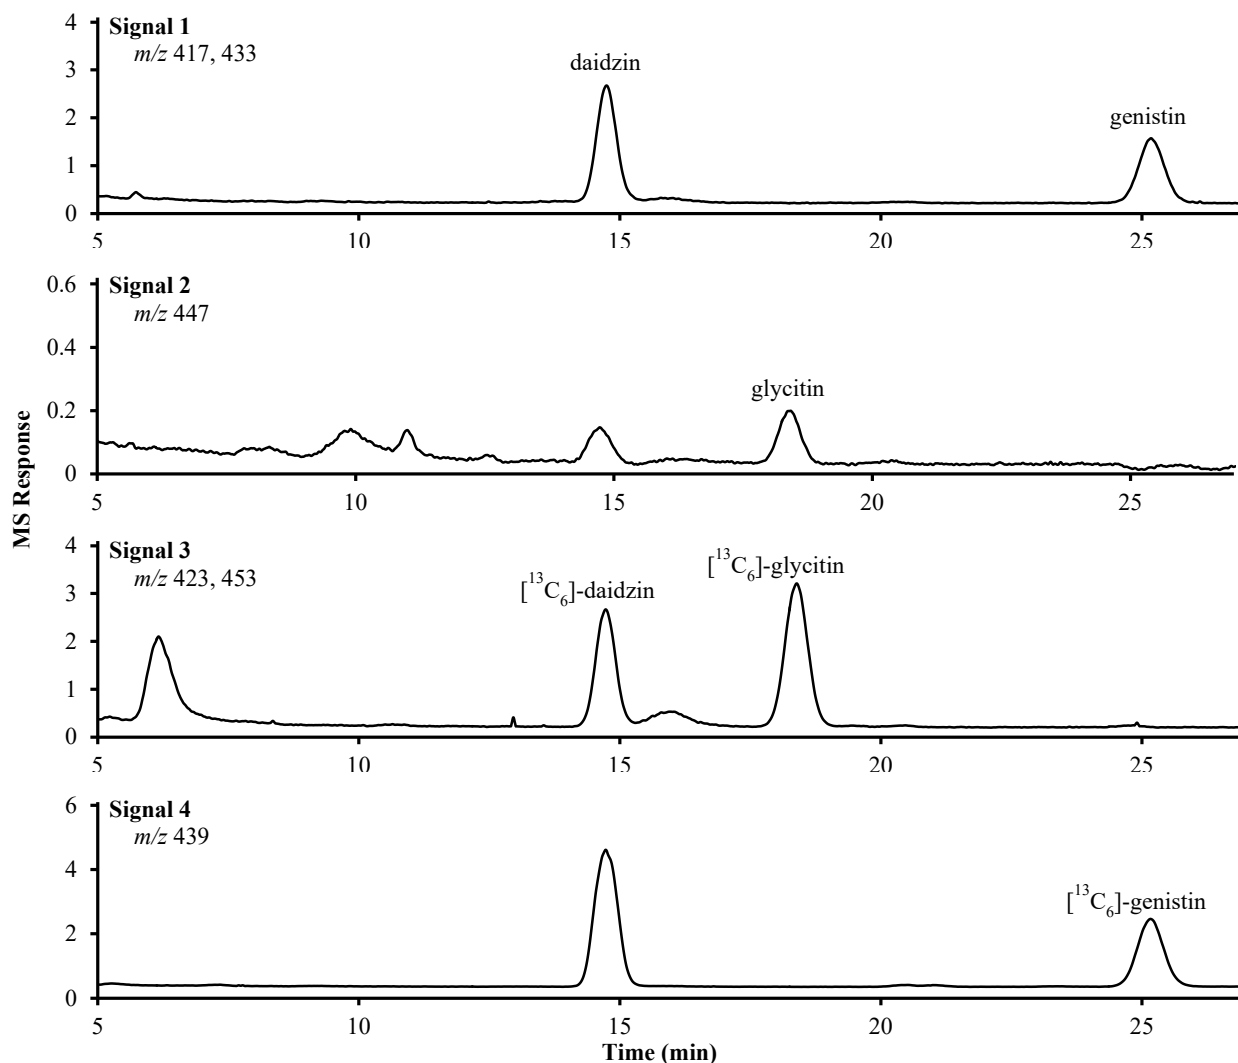 Signal 1
m/z 417, 433
daidzin
genistin
4
3
2
1
0
5 10 15 20 25
Signal 2
m/z 447
glycitin
0.6
0.4
0.2
0
5 10 15 20 25
MS Response
Signal 3
m/z 423, 453
[¹³C₆]-daidzin
[¹³C₆]-glycitin
4
3
2
1
0
5 10 15 20 25
Signal 4
m/z 439
[¹³C₆]-genistin
6
4
2
0
5 10 15 20 25
Time (min)